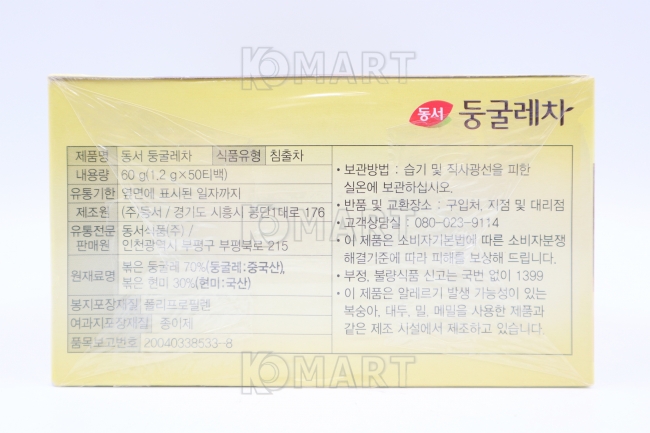 KOMART
동서 둥굴레차
제품명 동서 둥굴레차 식품유형 침출차
내용량 60 g(1.2 g×50티백)
유통기한 옆면에 표시된 일자까지
제조원 (주)동서 / 경기도 시흥시 공단1대로 176
유통전문 동서식품(주) /
판매원 인천광역시 부평구 부평북로 215
원재료명 볶은 둥굴레 70%(둥굴레:중국산),
볶은 현미 30%(현미:국산)
봉지포장재질 폴리프로필렌
여과지포장재질 종이제
품목보고번호 20040338533-8
• 보관방법 : 습기 및 직사광선을 피한
실온에 보관하십시오.
• 반품 및 교환장소 : 구입처, 지점 및 대리점
• 고객상담실 : 080-023-9114
• 이 제품은 소비자기본법에 따른 소비자분쟁
해결기준에 따라 피해를 보상해 드립니다.
• 부정, 불량식품 신고는 국번 없이 1399
• 이 제품은 알레르기 발생 가능성이 있는
복숭아, 대두, 밀, 메밀을 사용한 제품과
같은 제조 시설에서 제조하고 있습니다.
KOMART
KOMART